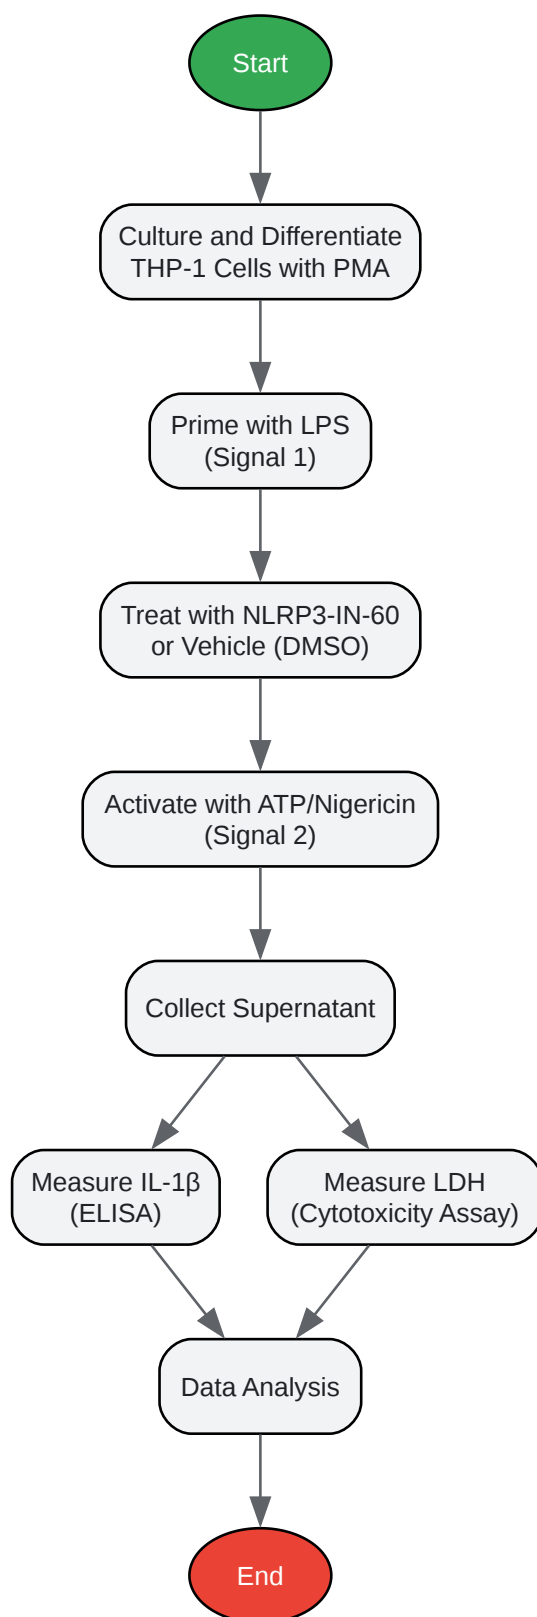 Start
Culture and Differentiate
THP-1 Cells with PMA
Prime with LPS
(Signal 1)
Treat with NLRP3-IN-60
or Vehicle (DMSO)
Activate with ATP/Nigericin
(Signal 2)
Collect Supernatant
Measure IL-1β
(ELISA)
Measure LDH
(Cytotoxicity Assay)
Data Analysis
End